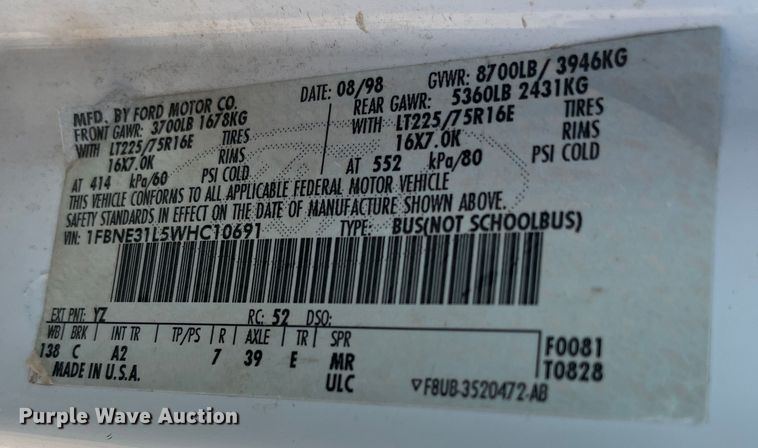 MFD. BY FORD MOTOR CO. DATE: 08/98 GVWR: 8700LB/ 3946KG
FRONT GAWR: 3700LB 1678KG REAR GAWR: 5360LB 2431KG
WITH LT225/75R16E TIRES WITH LT225/75R16E TIRES
16X7.0K RIMS 16X7.0K RIMS
AT 414 kPa/60 PSI COLD AT 552 kPa/80 PSI COLD
THIS VEHICLE CONFORMS TO ALL APPLICABLE FEDERAL MOTOR VEHICLE
SAFETY STANDARDS IN EFFECT ON THE DATE OF MANUFACTURE SHOWN ABOVE.
VIN: 1FBNE31L5WHC10691 TYPE: BUS(NOT SCHOOLBUS)
EXT PNT: YZ RC: 52 DSO:
WB BRK INT TR TP/PS R AXLE TR SPR F0081
138 C A2 7 39 E MR T0828
MADE IN U.S.A. ULC F8UB-3520472-AB
Purple Wave Auction